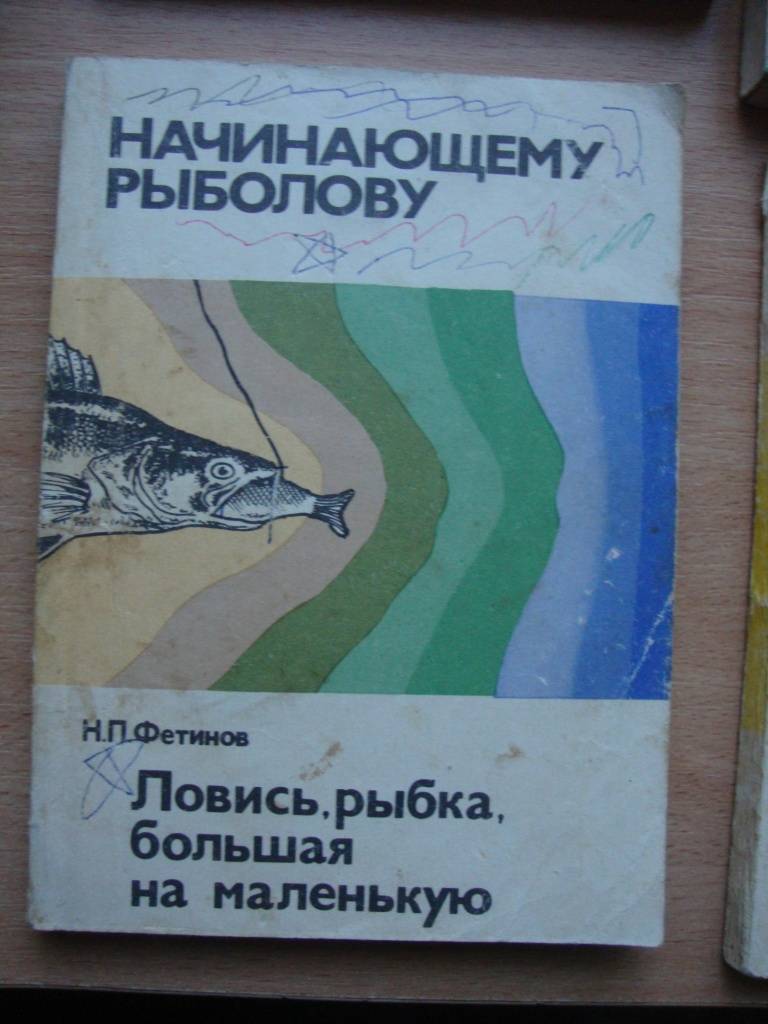 НАЧИНАЮЩЕМУ
РЫБОЛОВУ
Н.П.Фетинов
Ловись, рыбка,
большая
на маленькую